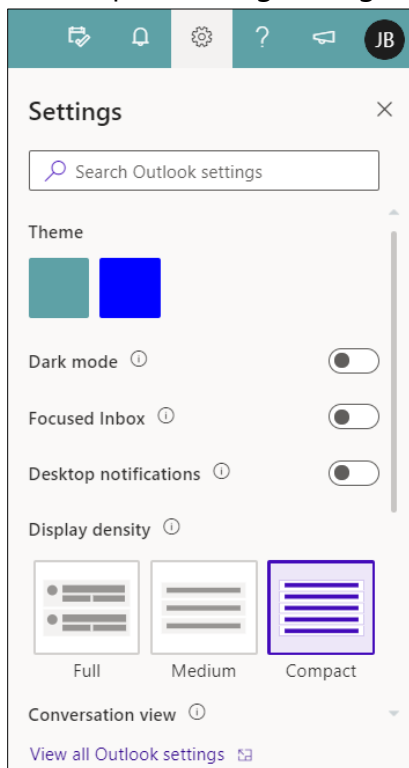 ?
JB
Settings
Search Outlook settings
Theme
Dark mode
Focused Inbox
Desktop notifications
Display density
Full Medium Compact
Conversation view
View all Outlook settings